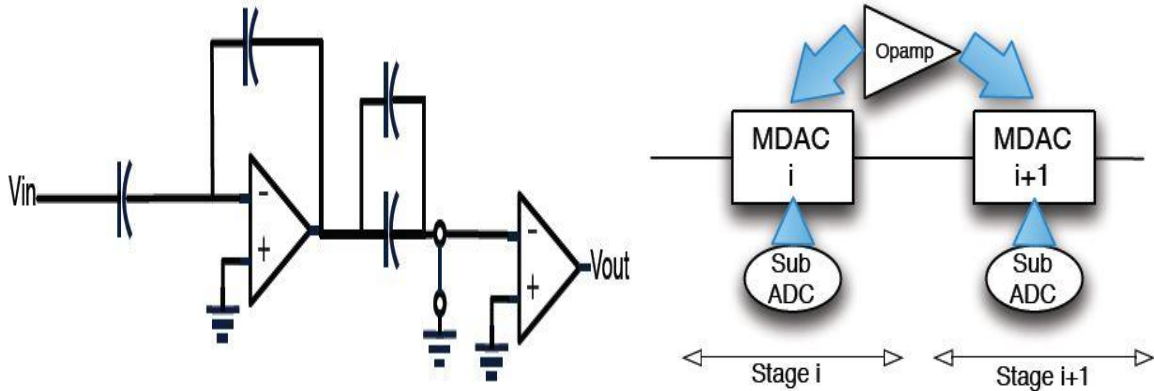 Vin
-
+
-
+
Vout
Opamp
MDAC
i
MDAC
i+1
Sub
ADC
Sub
ADC
Stage i
Stage i+1